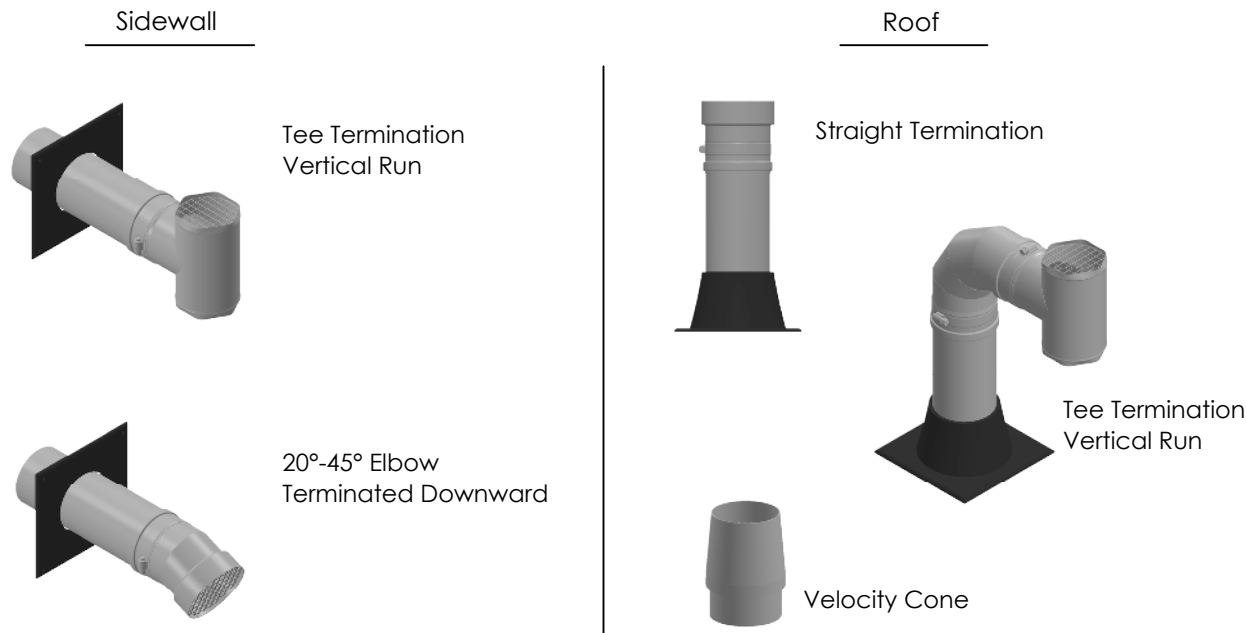 Sidewall
Tee Termination
Vertical Run
20°-45° Elbow
Terminated Downward
Roof
Straight Termination
Tee Termination
Vertical Run
Velocity Cone